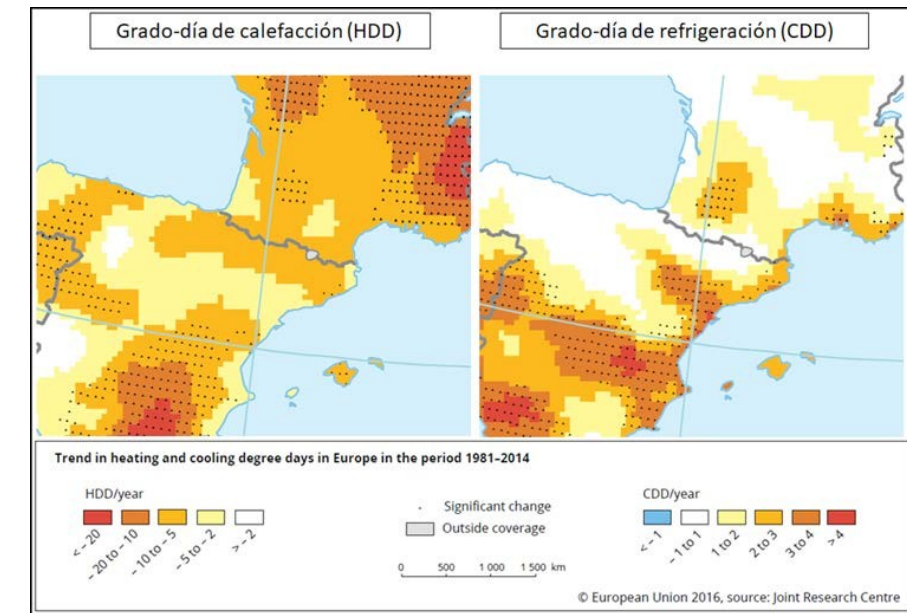 Grado-día de calefacción (HDD)
Grado-día de refrigeración (CDD)
Trend in heating and cooling degree days in Europe in the period 1981–2014
HDD/year
< – 20
– 20 to – 10
– 10 to – 5
– 5 to – 2
> – 2
Significant change
Outside coverage
0 500 1 000 1 500 km
CDD/year
< – 1
– 1 to 1
1 to 2
2 to 3
3 to 4
> 4
© European Union 2016, source: Joint Research Centre